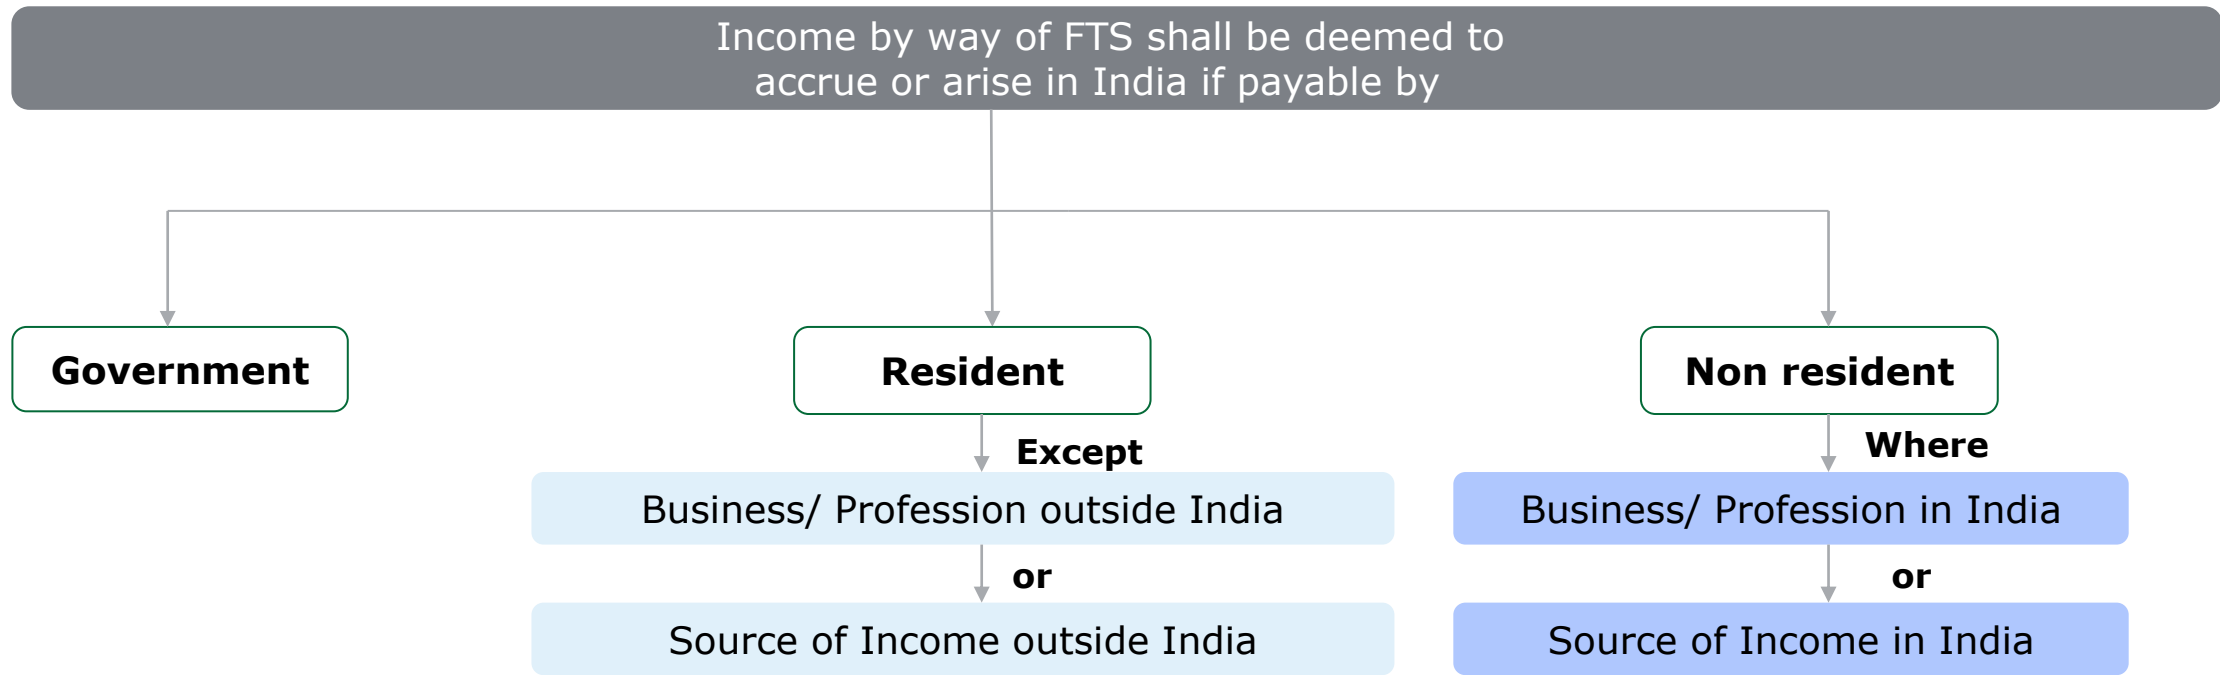 Income by way of FTS shall be deemed to
accrue or arise in India if payable by
Government
Resident
Non resident
Except
Where
Business/ Profession outside India
Business/ Profession in India
or
or
Source of Income outside India
Source of Income in India